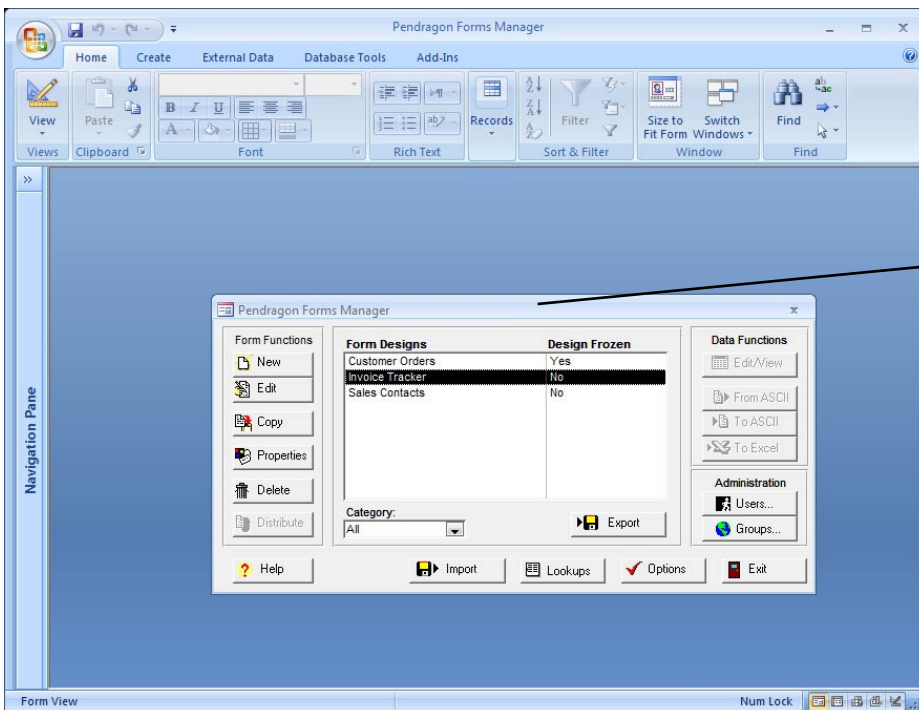 Pendragon Forms Manager
Home Create External Data Database Tools Add-Ins
View
Paste
B I U
A
ab
Records
A Z
Z A
A Z
Filter
Size to Fit Form
Switch Windows
Find
ab ac
Views Clipboard Font Rich Text Sort & Filter Window Find
Navigation Pane
Pendragon Forms Manager
Form Functions
New
Edit
Copy
Properties
Delete
Distribute
Form Designs Design Frozen
Customer Orders Yes
Invoice Tracker No
Sales Contacts No
Category:
All
Export
Data Functions
Edit/View
From ASCII
To ASCII
To Excel
Administration
Users...
Groups...
? Help
Import
Lookups
Options
Exit
Form View Num Lock